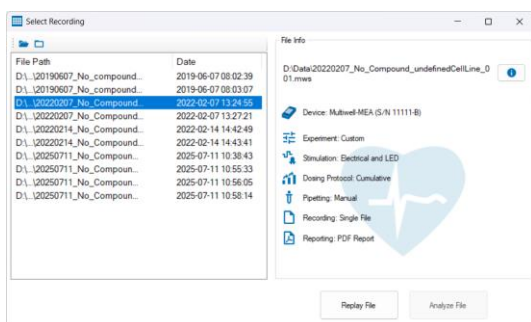 Select Recording
File Path Date
D:\...\20190607_No_compound... 2019-06-07 08:02:39
D:\...\20190607_No_compound... 2019-06-07 08:03:07
D:\...\20220207_No_Compound... 2022-02-07 13:24:55
D:\...\20220207_No_Compound... 2022-02-07 13:27:21
D:\...\20220214_No_Compound... 2022-02-14 14:42:49
D:\...\20220214_No_Compound... 2022-02-14 14:43:41
D:\...\20250711_No_Compoun... 2025-07-11 10:38:43
D:\...\20250711_No_Compoun... 2025-07-11 10:55:33
D:\...\20250711_No_Compoun... 2025-07-11 10:56:05
D:\...\20250711_No_Compoun... 2025-07-11 10:58:14
File Info
D:\Data\20220207_No_Compound_undefinedCellLine_0
01.mws
Device: Multiwell-MEA (S/N 11111-B)
Experiment: Custom
Stimulation: Electrical and LED
Dosing Protocol: Cumulative
Pipetting: Manual
Recording: Single File
Reporting: PDF Report
Replay File
Analyze File